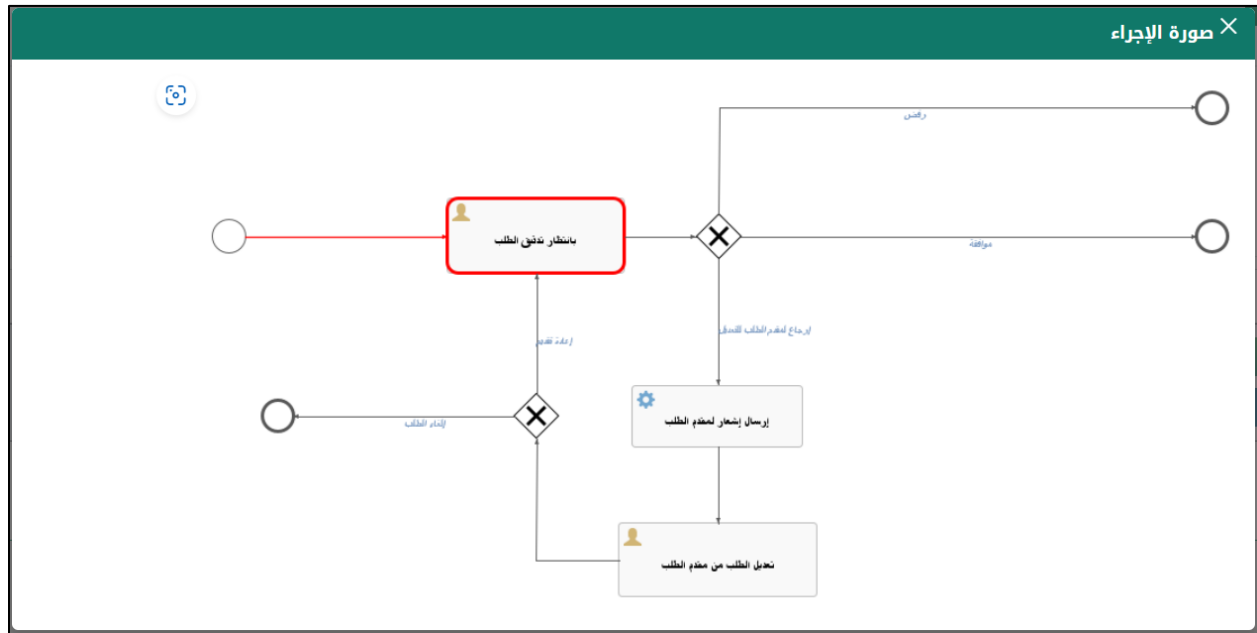 صورة الإجراء
رفض
بانتظار تدقيق الطلب
موافقة
إرجاع لمقدم الطلب للتعديل
إعادة تقديم
إلغاء الطلب
إرسال إشعار لمقدم الطلب
تعديل الطلب من مقدم الطلب